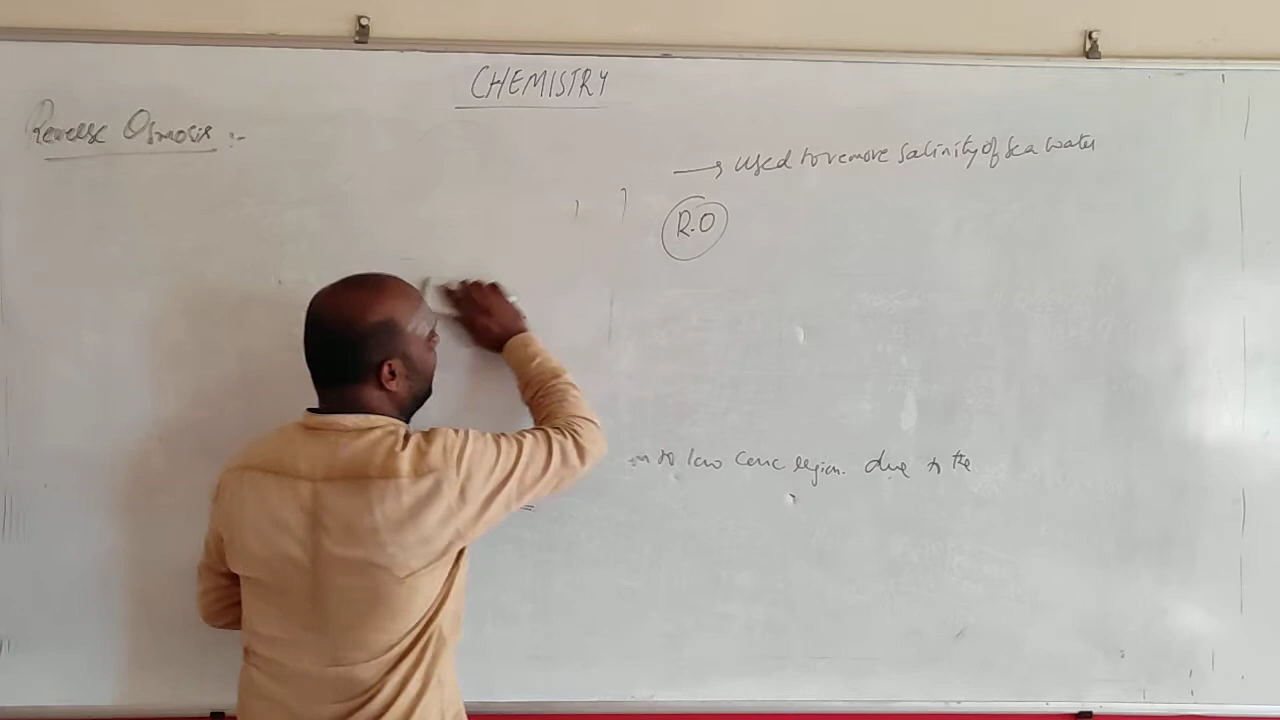 CHEMISTRY
Reverse Osmosis :-
→ used to remove salinity of sea water
R.O
to low conc region. due to the